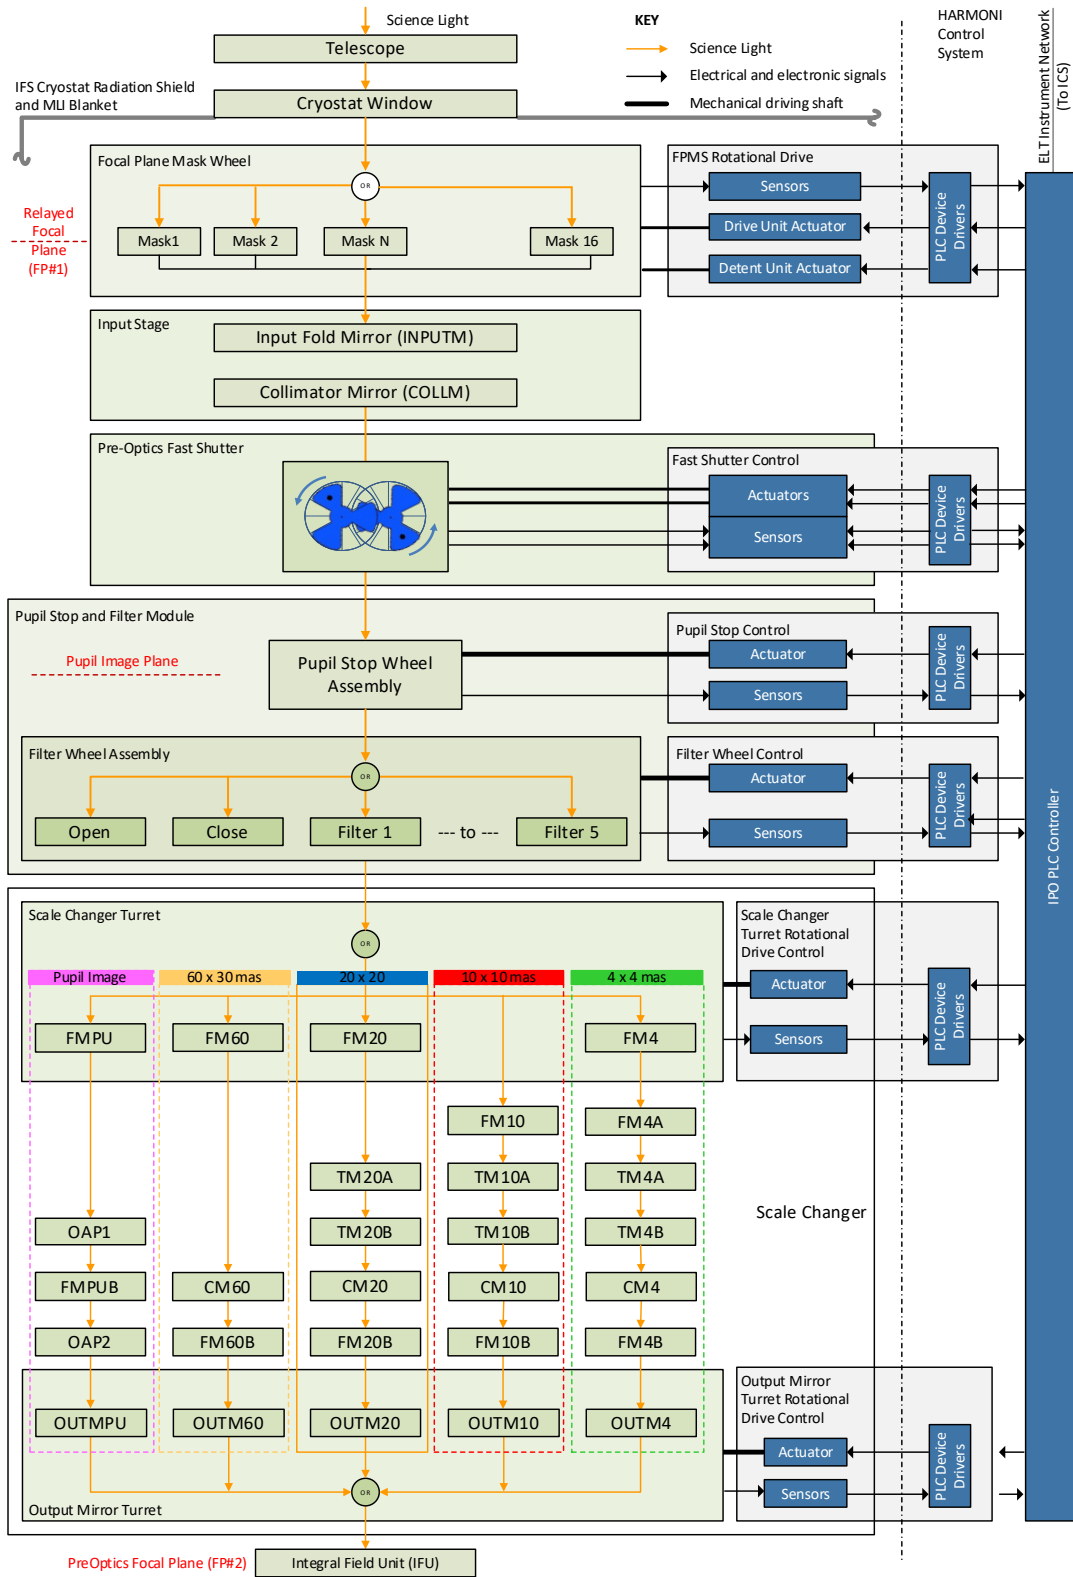 Science Light
Telescope
Cryostat Window
IFS Cryostat Radiation Shield
and MLI Blanket
KEY
Science Light
Electrical and electronic signals
Mechanical driving shaft
HARMONI
Control
System
ELT Instrument Network
(To ICS)
Focal Plane Mask Wheel
OR
Mask1
Mask 2
Mask N
Mask 16
Relayed
Focal
Plane
(FP#1)
FPMS Rotational Drive
Sensors
Drive Unit Actuator
Detent Unit Actuator
PLC Device
Drivers
Input Stage
Input Fold Mirror (INPUTM)
Collimator Mirror (COLLM)
Pre-Optics Fast Shutter
Fast Shutter Control
Actuators
Sensors
PLC Device
Drivers
Pupil Stop and Filter Module
Pupil Image Plane
Pupil Stop Wheel
Assembly
Pupil Stop Control
Actuator
Sensors
PLC Device
Drivers
Filter Wheel Assembly
OR
Open
Close
Filter 1
--- to ---
Filter 5
Filter Wheel Control
Actuator
Sensors
PLC Device
Drivers
IPO PLC Controller
Scale Changer Turret
OR
Pupil Image
60 x 30 mas
20 x 20
10 x 10 mas
4 x 4 mas
FMPU
FM60
FM20
FM4
Scale Changer
Turret Rotational
Drive Control
Actuator
Sensors
PLC Device
Drivers
FM10
FM4A
TM20A
TM10A
TM4A
OAP1
TM20B
TM10B
TM4B
Scale Changer
FMPUB
CM60
CM20
CM10
CM4
OAP2
FM60B
FM20B
FM10B
FM4B
OUTMPU
OUTM60
OUTM20
OUTM10
OUTM4
OR
Output Mirror Turret
Output Mirror
Turret Rotational
Drive Control
Actuator
Sensors
PLC Device
Drivers
PreOptics Focal Plane (FP#2)
Integral Field Unit (IFU)